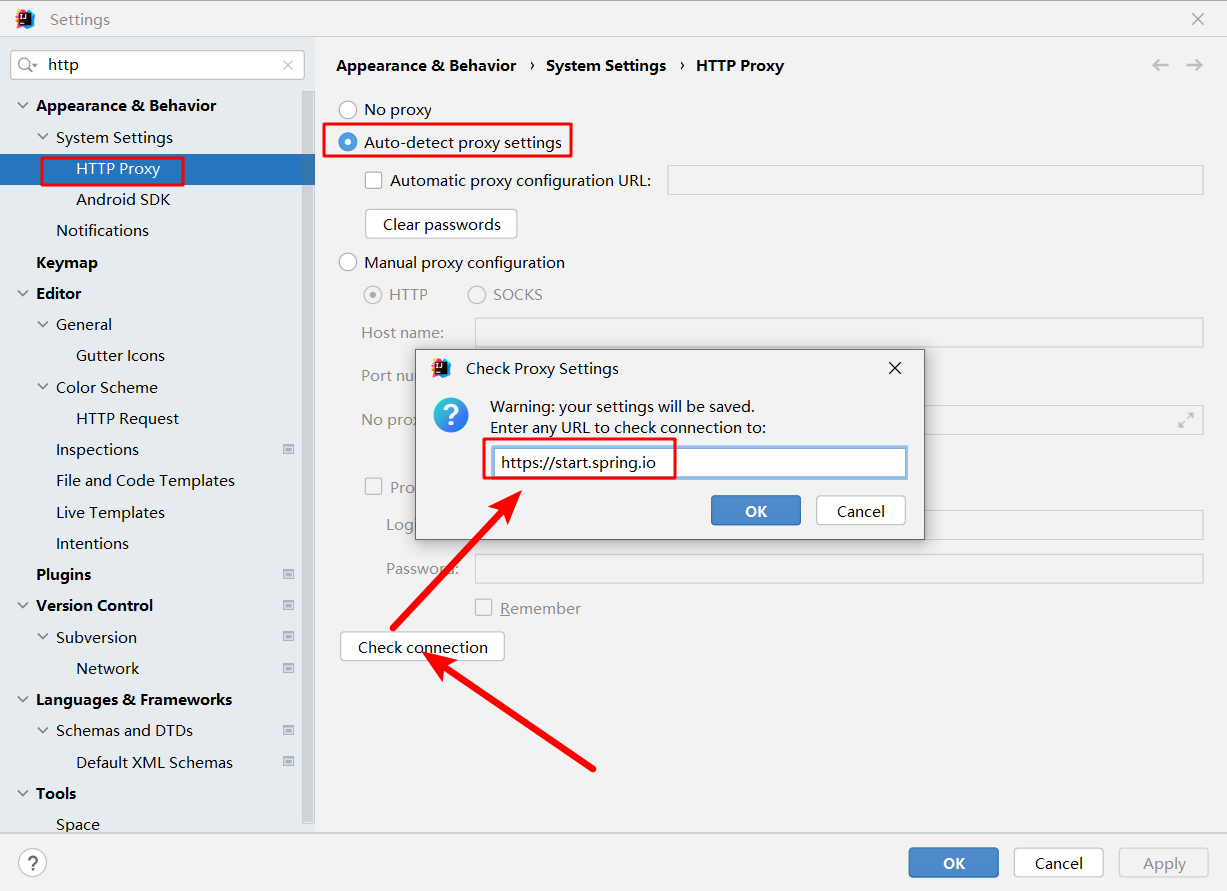 Settings
http
Appearance & Behavior
System Settings
HTTP Proxy
Android SDK
Notifications
Keymap
Editor
General
Gutter Icons
Color Scheme
HTTP Request
Inspections
File and Code Templates
Live Templates
Intentions
Plugins
Version Control
Subversion
Network
Languages & Frameworks
Schemas and DTDs
Default XML Schemas
Tools
Space
Appearance & Behavior › System Settings › HTTP Proxy
No proxy
Auto-detect proxy settings
Automatic proxy configuration URL:
Clear passwords
Manual proxy configuration
HTTP SOCKS
Host name:
Port nu
No prox
Pro
Log
Password:
Remember
Check connection
Check Proxy Settings
Warning: your settings will be saved.
Enter any URL to check connection to:
https://start.spring.io
OK Cancel
? OK Cancel Apply